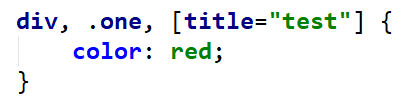 div, .one, [title="test"] {
    color: red;
}